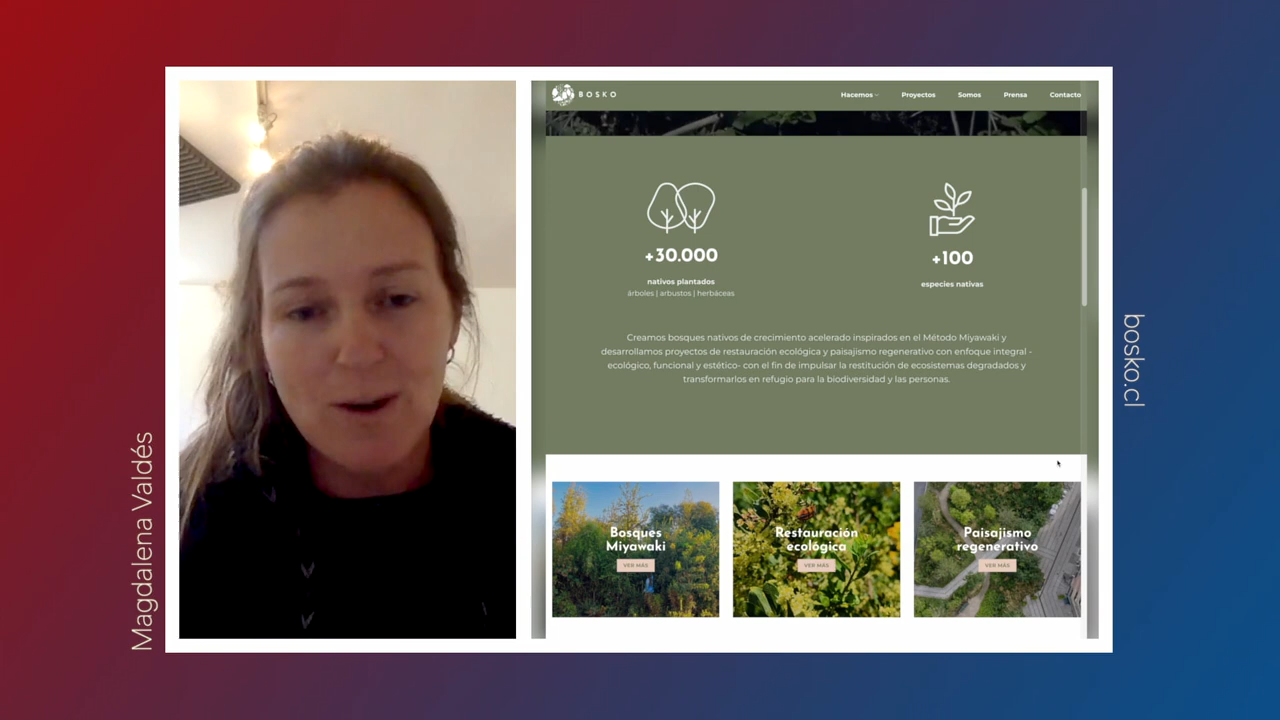 Magdalena Valdés
BOSKO
Hacemos
Proyectos
Somos
Prensa
Contacto
+30.000
nativos plantados
árboles | arbustos | herbáceas
+100
especies nativas
Creamos bosques nativos de crecimiento acelerado inspirados en el Método Miyawaki y
desarrollamos proyectos de restauración ecológica y paisajismo regenerativo con enfoque integral -
ecológico, funcional y estético- con el fin de impulsar la restitución de ecosistemas degradados y
transformarlos en refugio para la biodiversidad y las personas.
Bosques
Miyawaki
VER MÁS
Restauración
ecológica
VER MÁS
Paisajismo
regenerativo
VER MÁS
bosko.cl